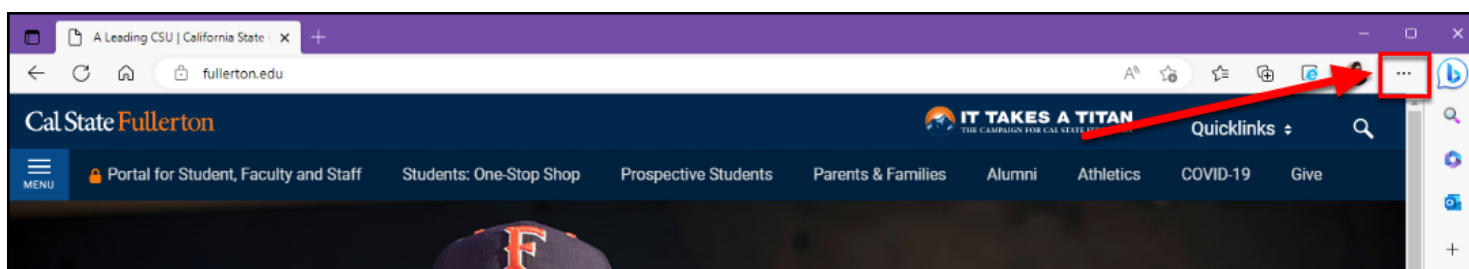 A Leading CSU | California State
fullerton.edu
Cal State Fullerton
IT TAKES A TITAN
THE CAMPAIGN FOR CAL STATE
Quicklinks
MENU
Portal for Student, Faculty and Staff
Students: One-Stop Shop
Prospective Students
Parents & Families
Alumni
Athletics
COVID-19
Give
F